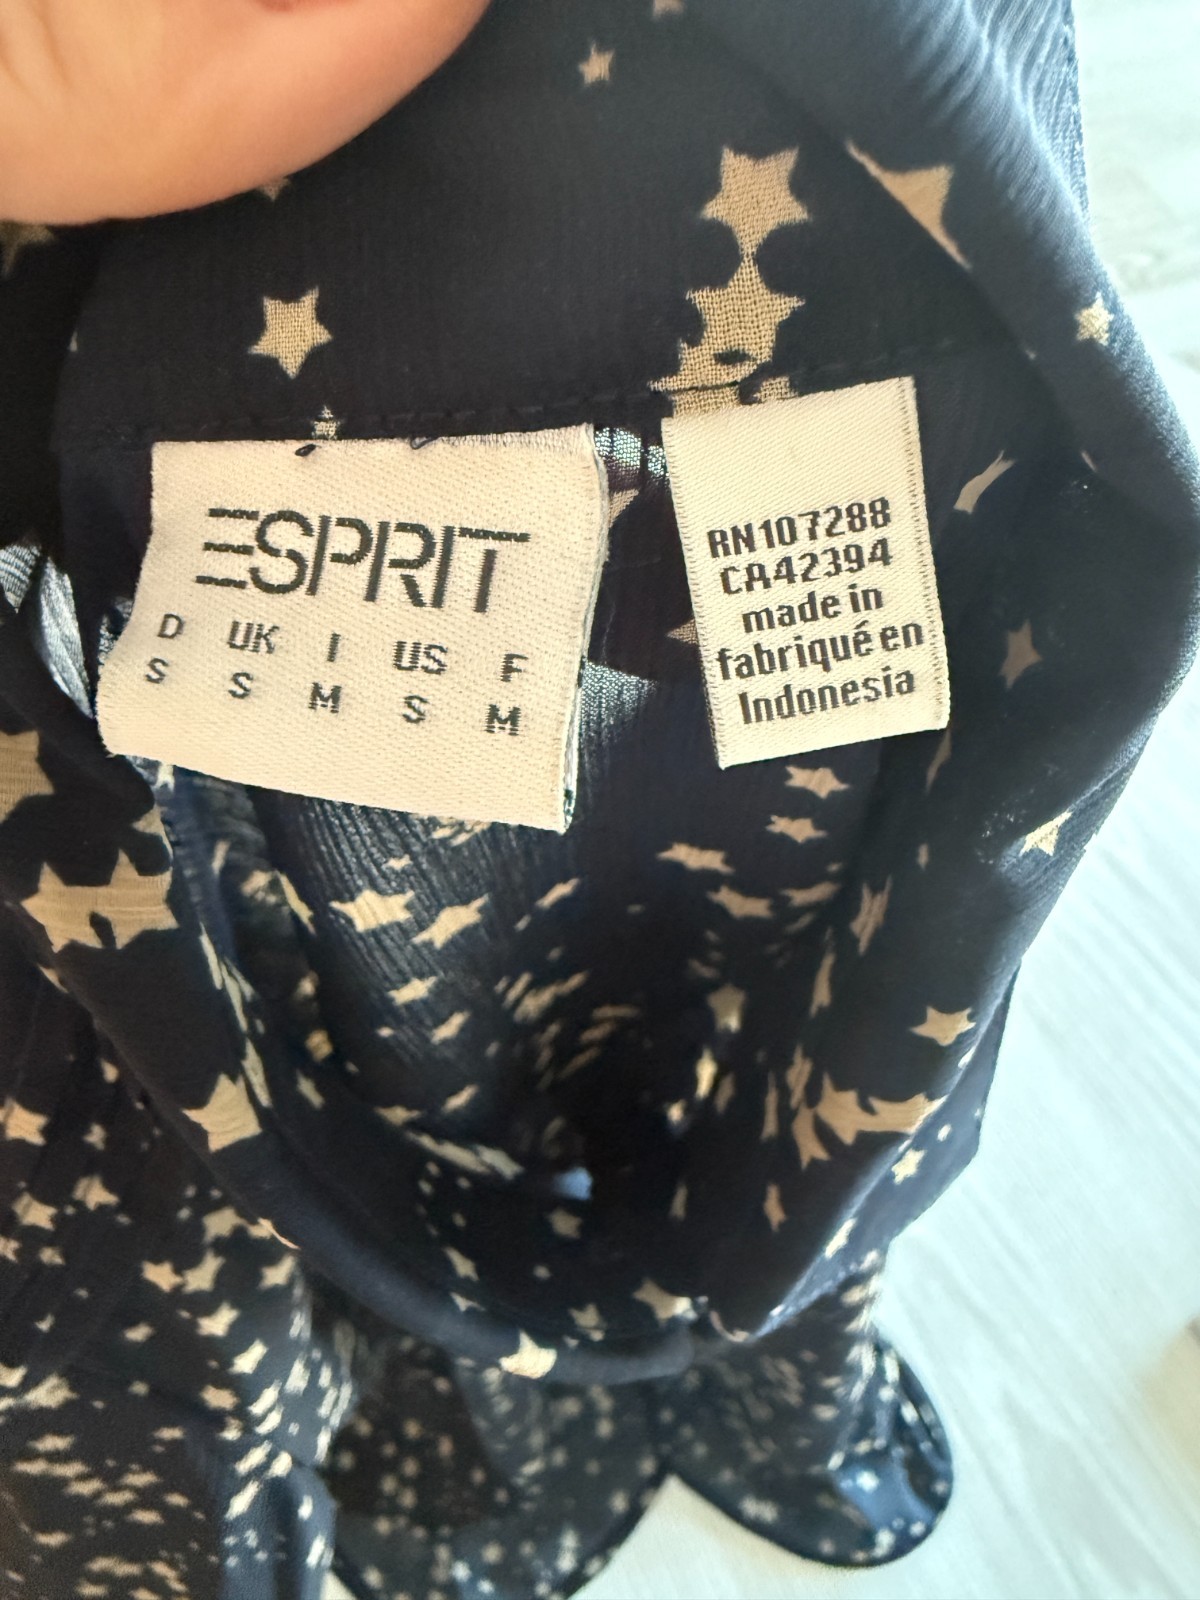 ESPRIT
D UK I US F
S S M S M
RN107288
CA42394
made in
fabriqué en
Indonesia